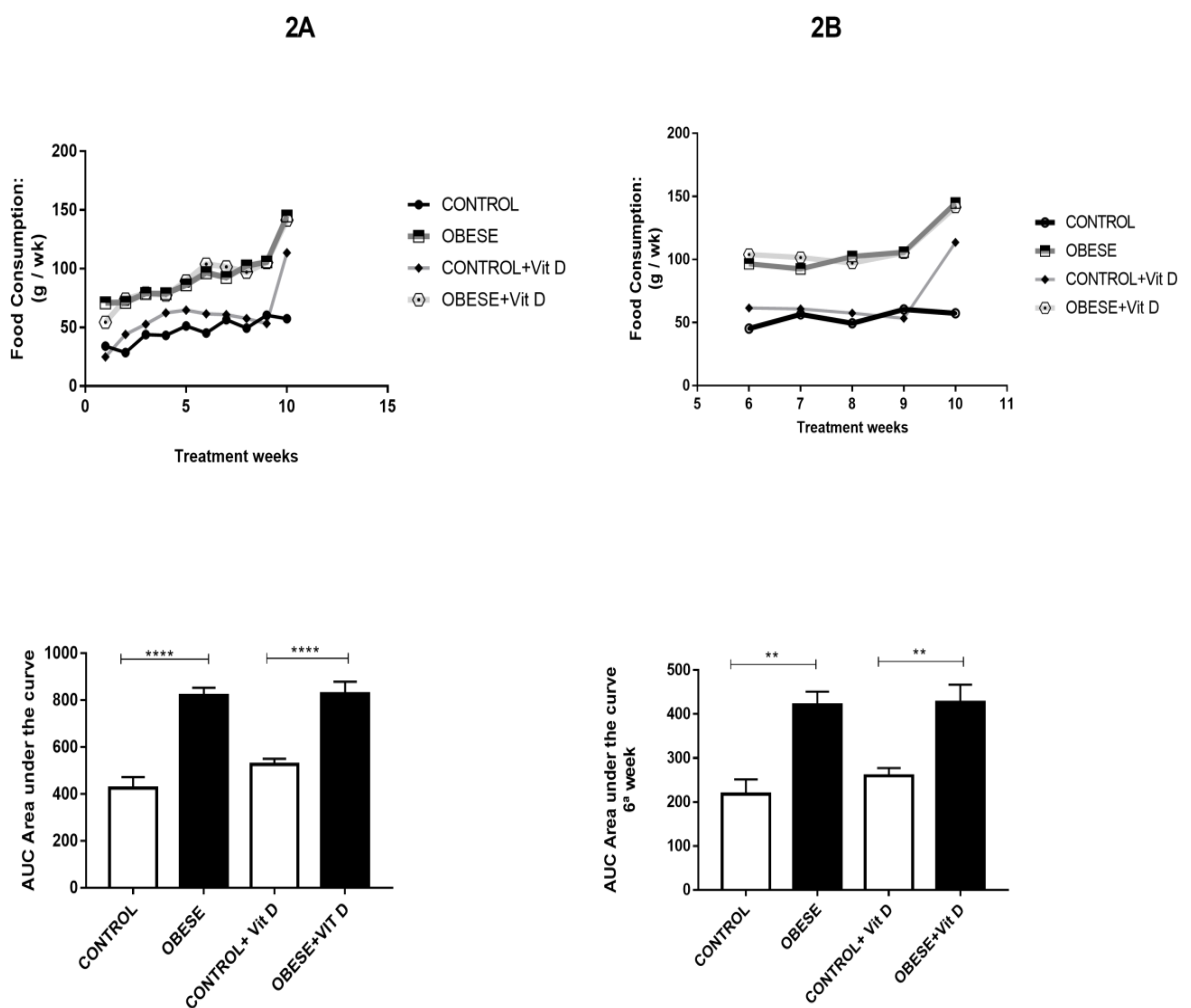 2A
2B
Food Consumption:
(g / wk)
200
150
100
50
0
0
5
10
15
Treatment weeks
CONTROL
OBESE
CONTROL+Vit D
OBESE+Vit D
Food Consumption:
(g / wk)
200
150
100
50
0
5
6
7
8
9
10
11
Treatment weeks
CONTROL
OBESE
CONTROL+Vit D
OBESE+Vit D
AUC Area under the curve
1000
800
600
400
200
0
****
****
CONTROL
OBESE
CONTROL+ Vit D
OBESE+VIT D
AUC Area under the curve
6ª week
500
400
300
200
100
0
**
**
CONTROL
OBESE
CONTROL+ Vit D
OBESE+Vit D